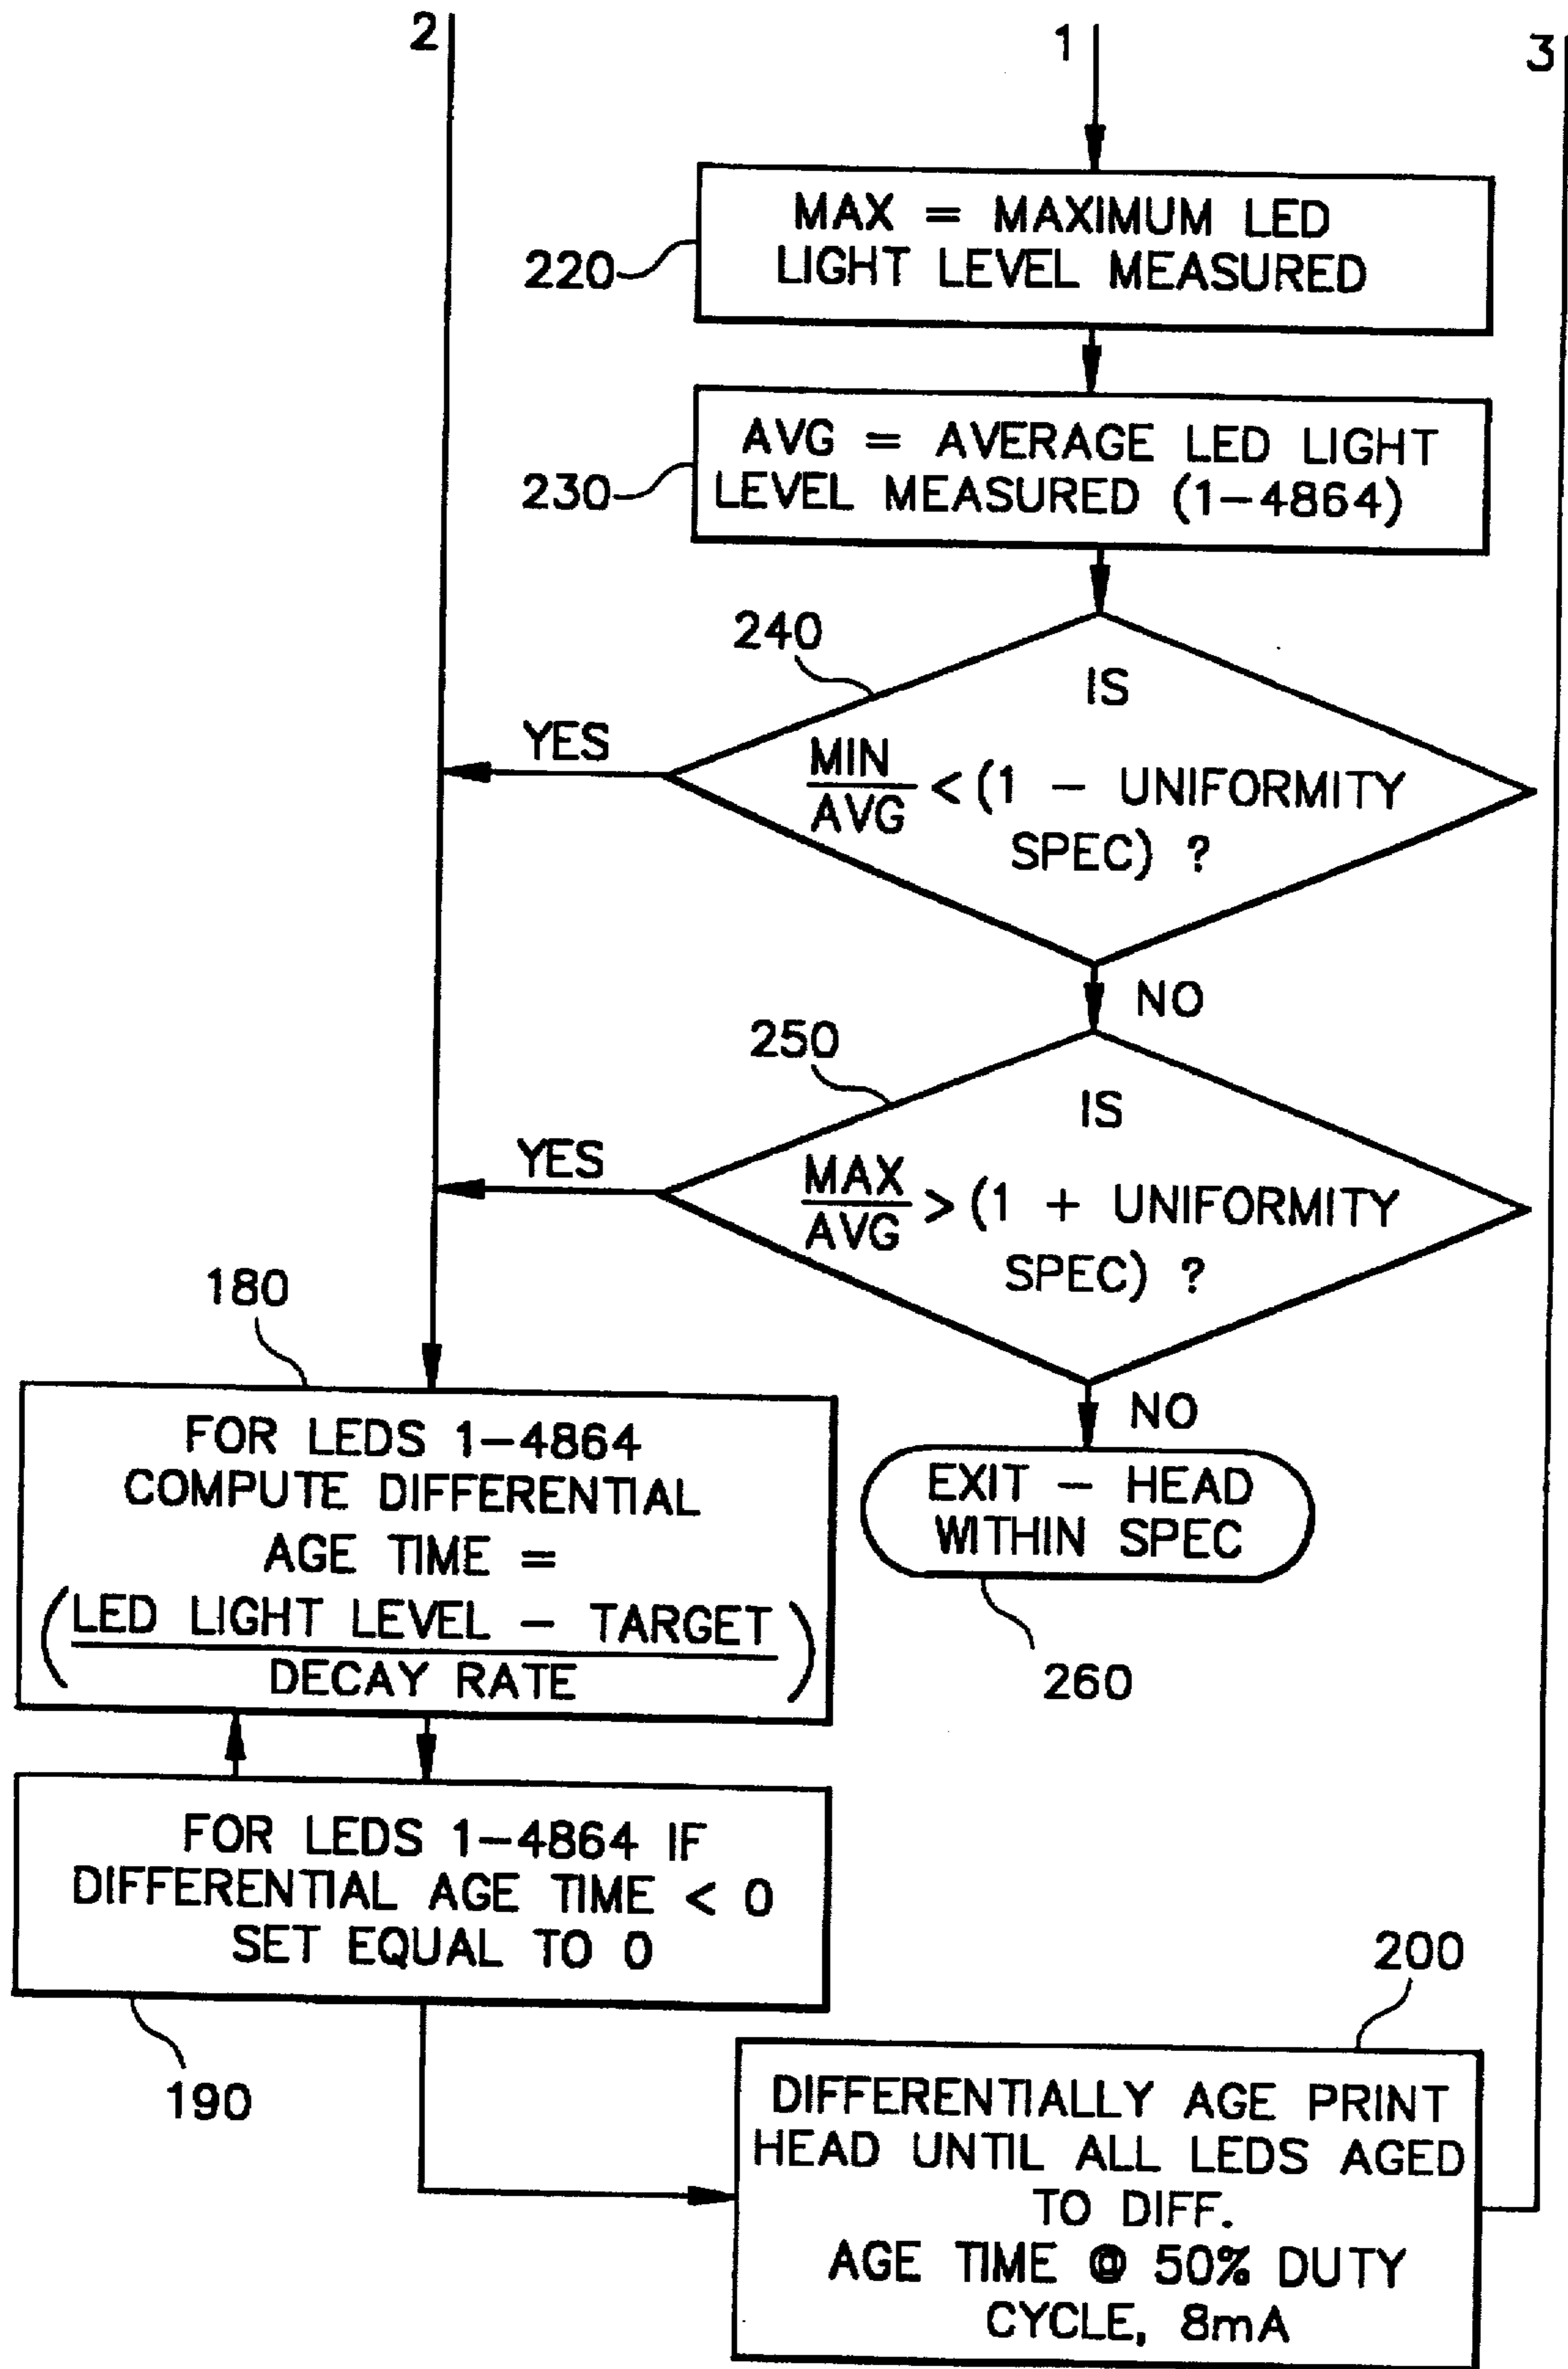 2
1
3
MAX = MAXIMUM LED
LIGHT LEVEL MEASURED
220
AVG = AVERAGE LED LIGHT
LEVEL MEASURED (1-4864)
230
240
IS
MIN
AVG
< (1 - UNIFORMITY
SPEC) ?
YES
NO
250
IS
MAX
AVG
> (1 + UNIFORMITY
SPEC) ?
YES
NO
EXIT - HEAD
WITHIN SPEC
260
180
FOR LEDS 1-4864
COMPUTE DIFFERENTIAL
AGE TIME =
(LED LIGHT LEVEL - TARGET)
DECAY RATE
FOR LEDS 1-4864 IF
DIFFERENTIAL AGE TIME < 0
SET EQUAL TO 0
190
200
DIFFERENTIALLY AGE PRINT
HEAD UNTIL ALL LEDS AGED
TO DIFF.
AGE TIME @ 50% DUTY
CYCLE, 8mA